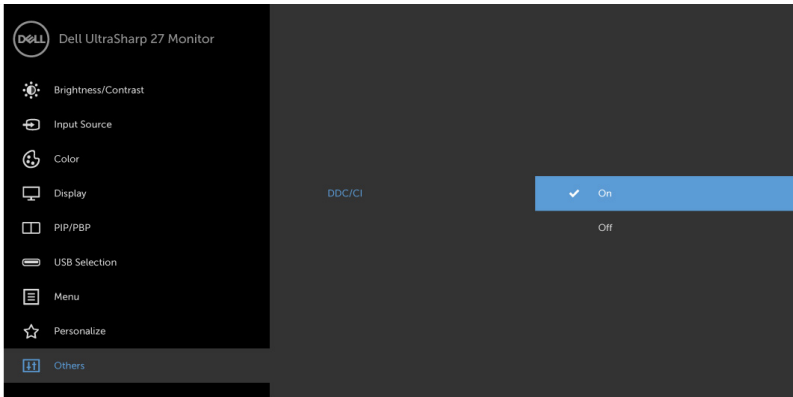 DELL Dell UltraSharp 27 Monitor
Brightness/Contrast
Input Source
Color
Display DDC/CI On
PIP/PBP Off
USB Selection
Menu
Personalize
Others